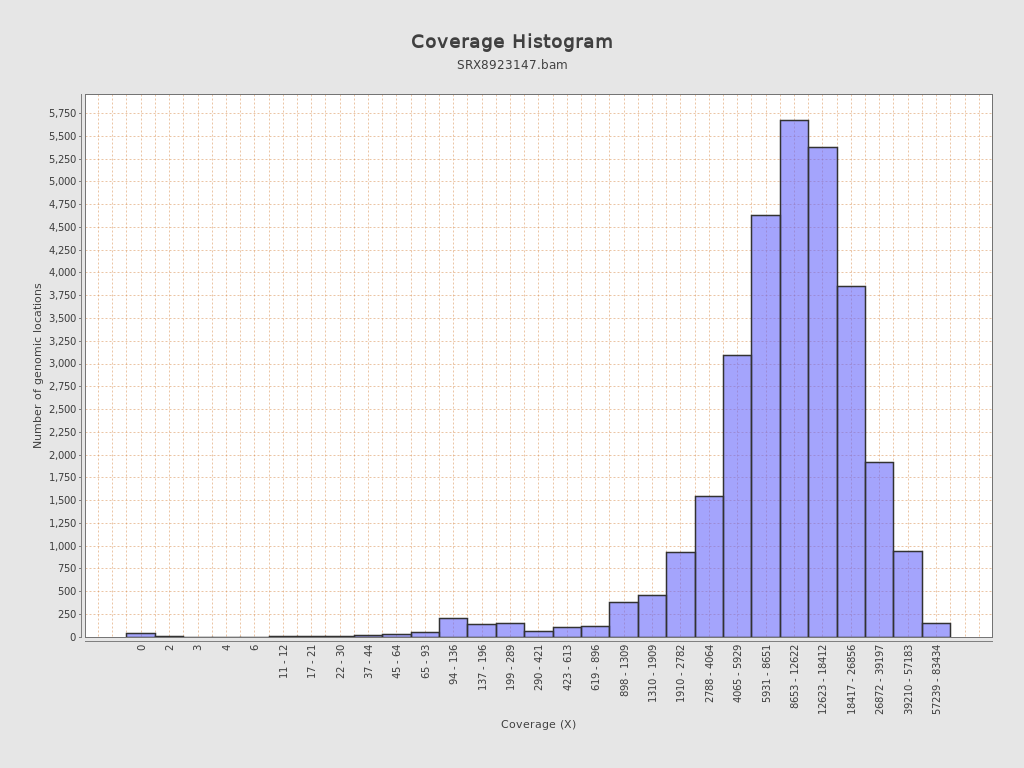 Coverage Histogram
SRX8923147.bam
Number of genomic locations
5,750
5,500
5,250
5,000
4,750
4,500
4,250
4,000
3,750
3,500
3,250
3,000
2,750
2,500
2,250
2,000
1,750
1,500
1,250
1,000
750
500
250
0
0
2
3
4
6
11 - 12
17 - 21
22 - 30
37 - 44
45 - 64
65 - 93
94 - 136
137 - 196
199 - 289
290 - 421
423 - 613
619 - 896
898 - 1309
1310 - 1909
1910 - 2782
2788 - 4064
4065 - 5929
5931 - 8651
8653 - 12622
12623 - 18412
18417 - 26856
26872 - 39197
39210 - 57183
57239 - 83434
Coverage (X)